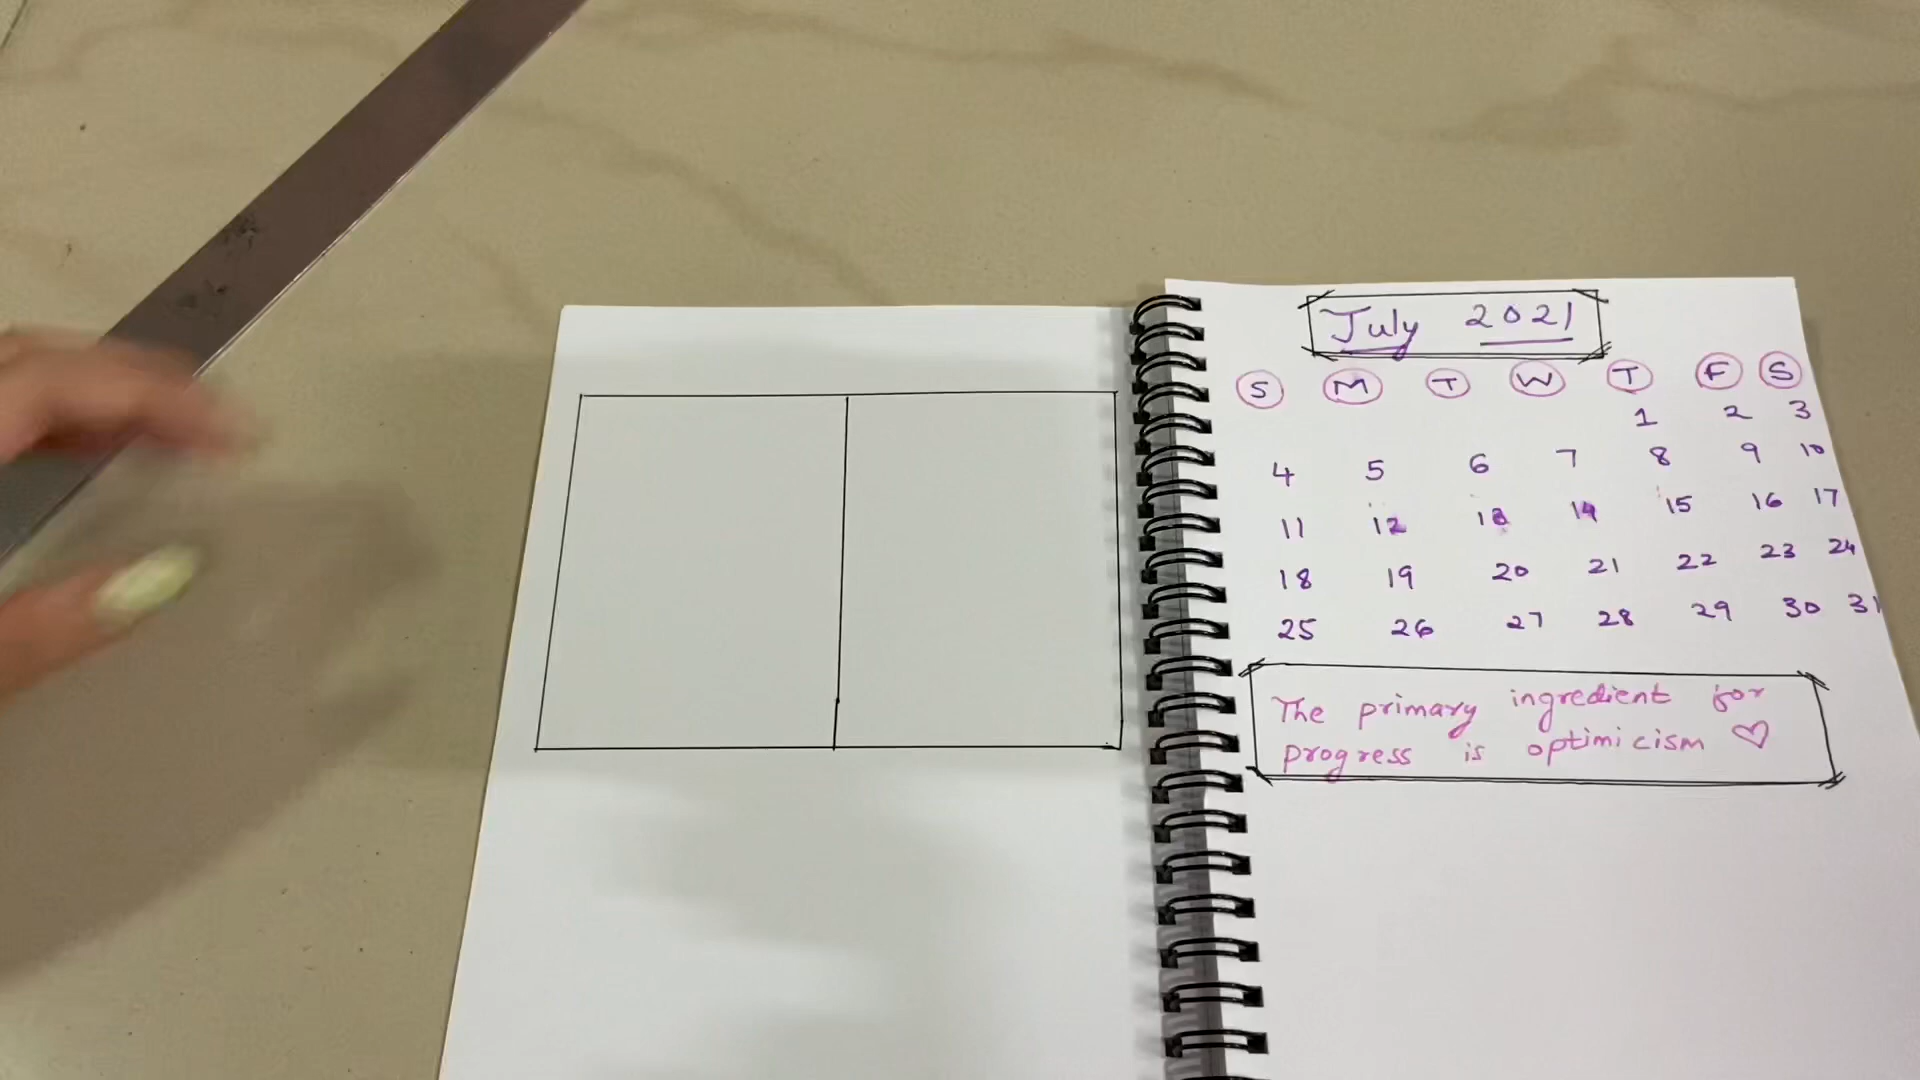 July 2021
S M T W T F S
1 2 3
4 5 6 7 8 9 10
11 12 13 14 15 16 17
18 19 20 21 22 23 24
25 26 27 28 29 30 31
The primary ingredient for
progress is optimicism ♡